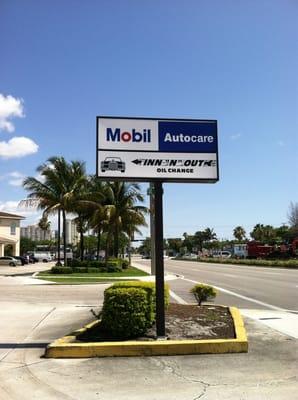 Mobil Autocare
INN-N-OUT
OIL CHANGE